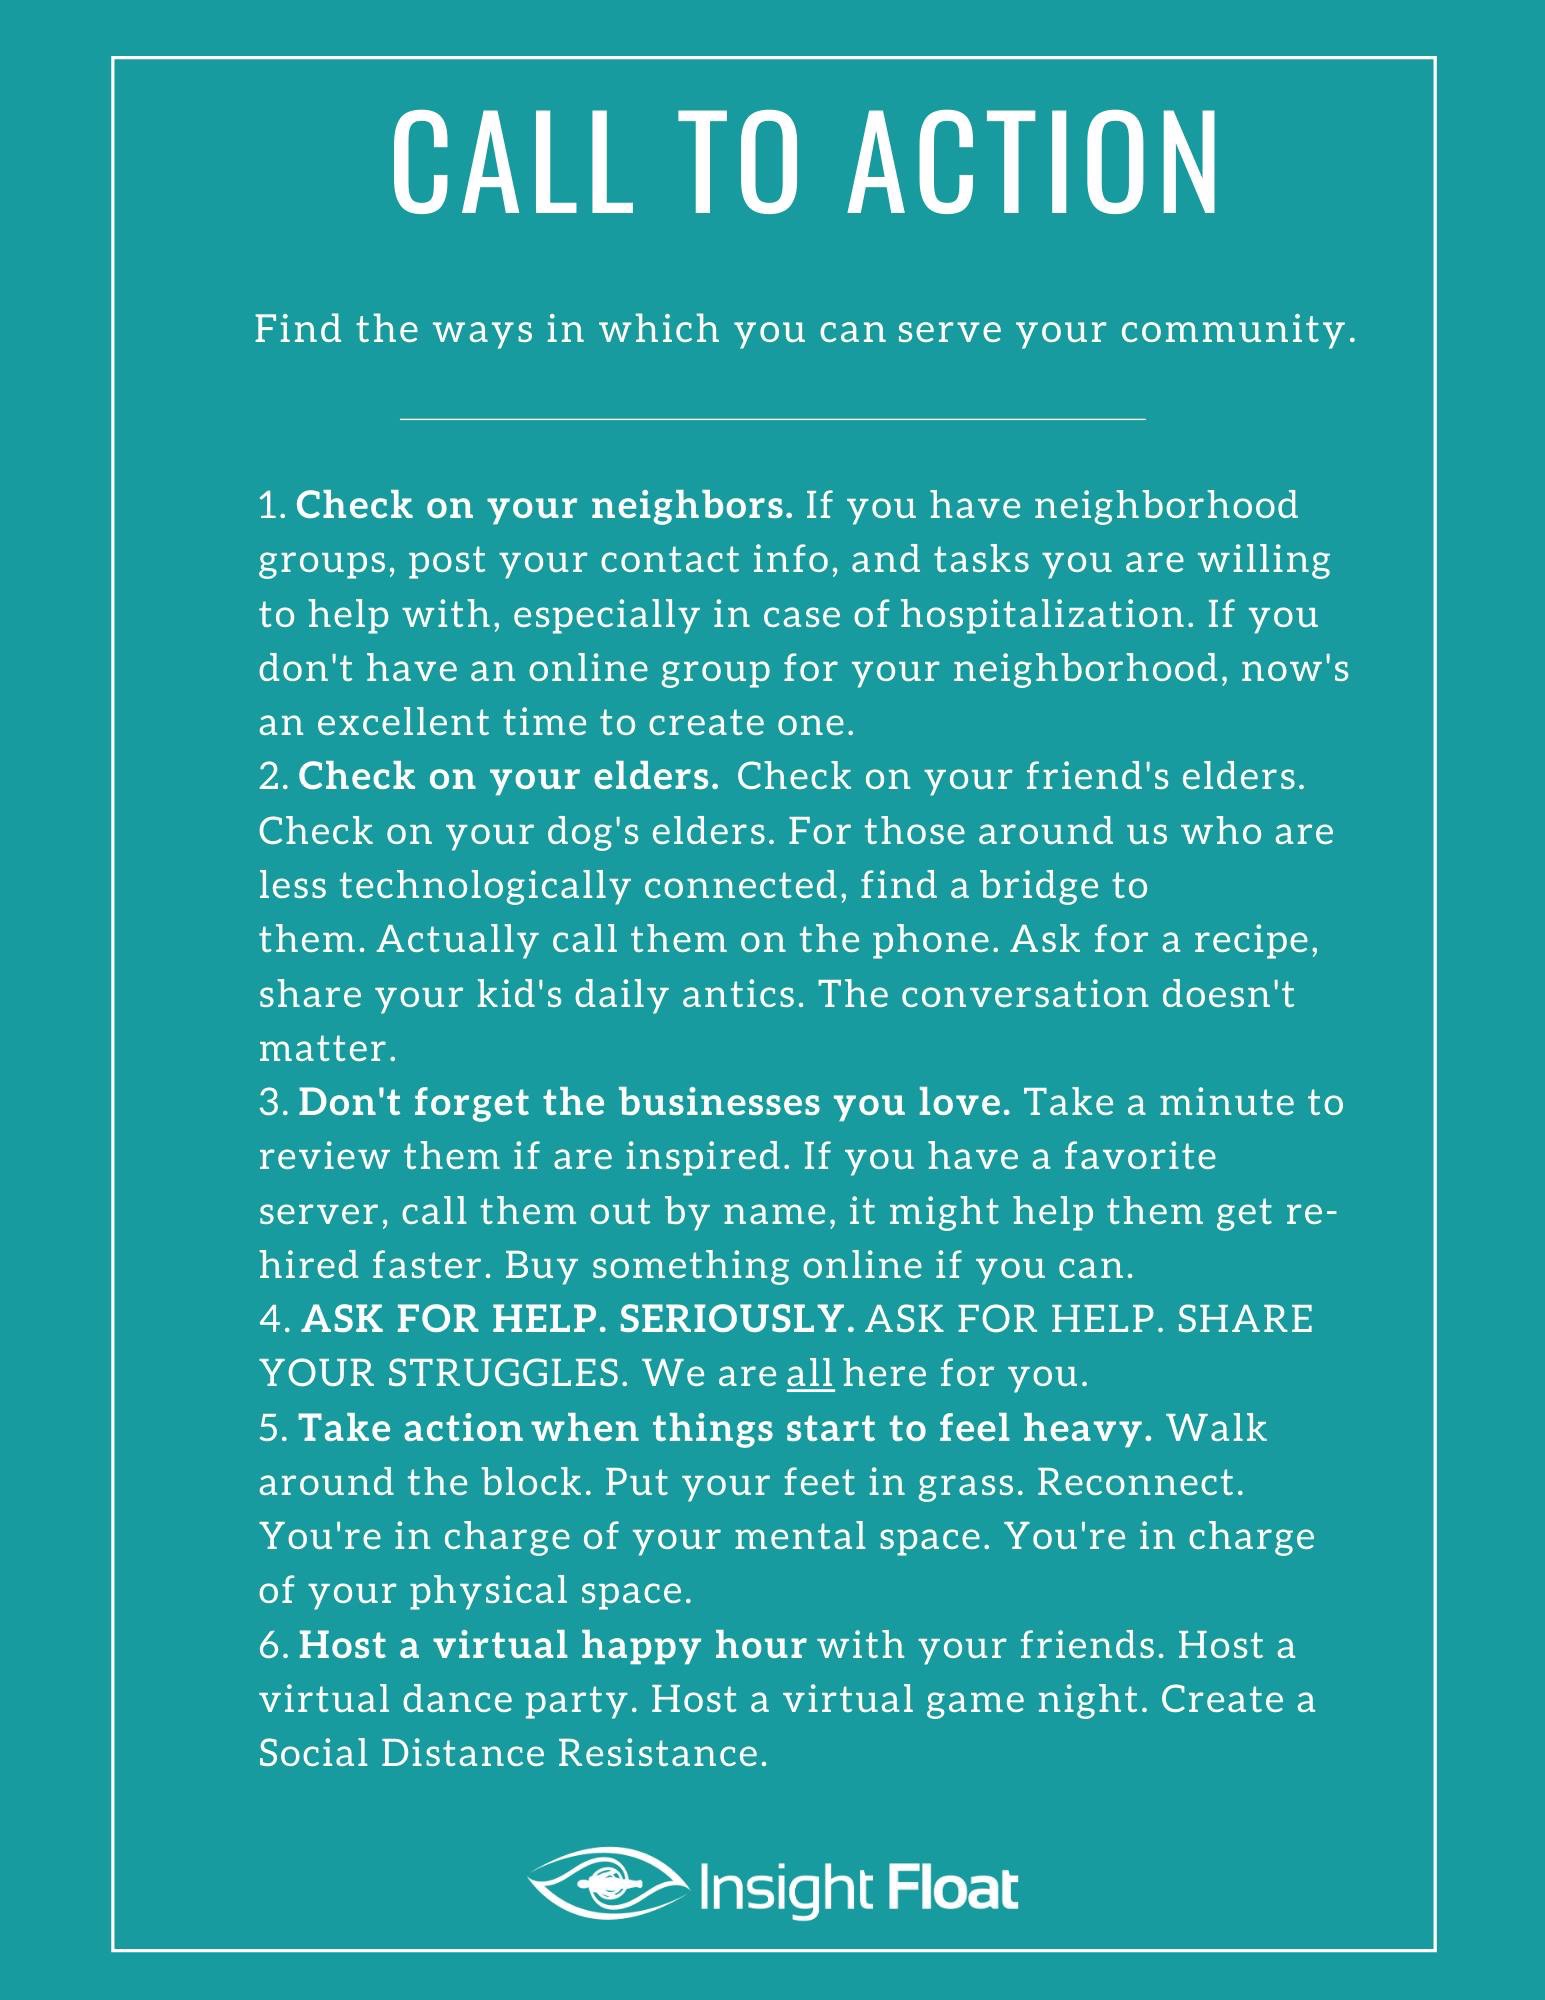 CALL TO ACTION
Find the ways in which you can serve your community.
1. Check on your neighbors. If you have neighborhood
groups, post your contact info, and tasks you are willing
to help with, especially in case of hospitalization. If you
don't have an online group for your neighborhood, now's
an excellent time to create one.
2. Check on your elders. Check on your friend's elders.
Check on your dog's elders. For those around us who are
less technologically connected, find a bridge to
them. Actually call them on the phone. Ask for a recipe,
share your kid's daily antics. The conversation doesn't
matter.
3. Don't forget the businesses you love. Take a minute to
review them if are inspired. If you have a favorite
server, call them out by name, it might help them get re-
hired faster. Buy something online if you can.
4. ASK FOR HELP. SERIOUSLY. ASK FOR HELP. SHARE
YOUR STRUGGLES. We are all here for you.
5. Take action when things start to feel heavy. Walk
around the block. Put your feet in grass. Reconnect.
You're in charge of your mental space. You're in charge
of your physical space.
6. Host a virtual happy hour with your friends. Host a
virtual dance party. Host a virtual game night. Create a
Social Distance Resistance.
Insight Float